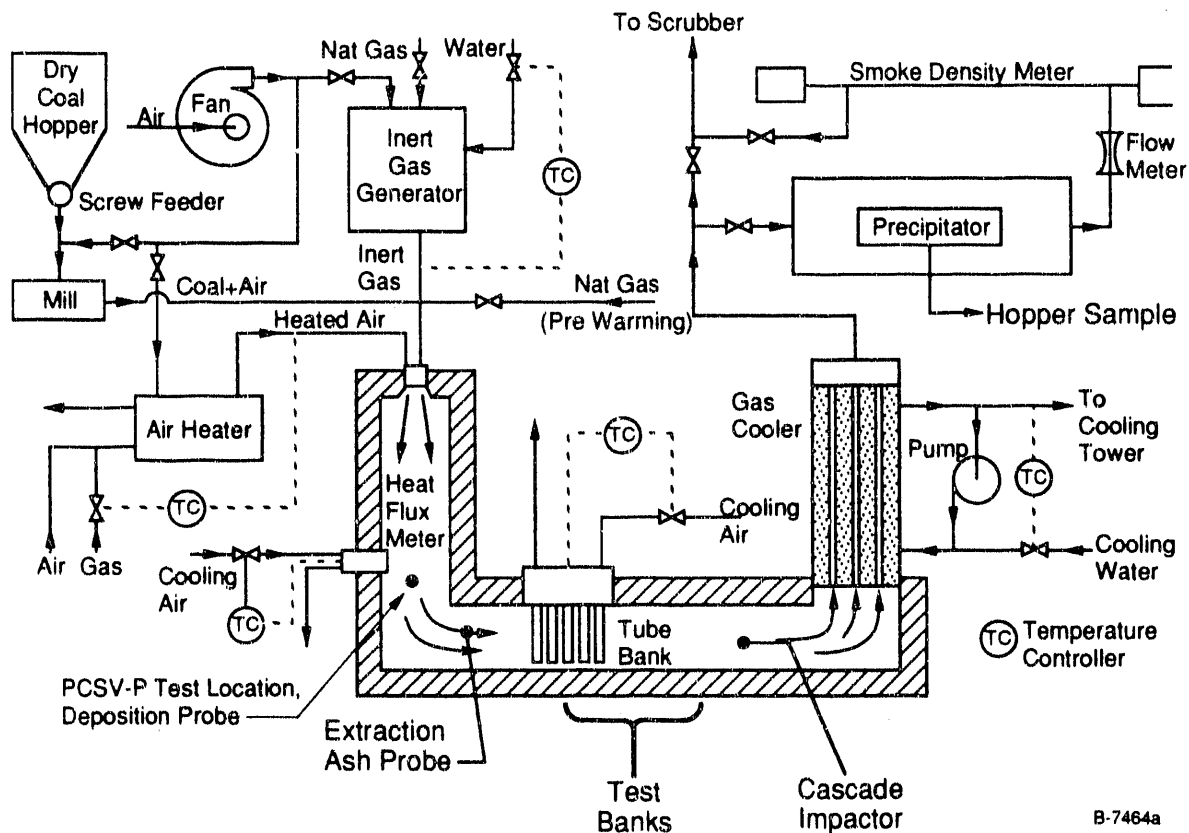 To Scrubber
Nat Gas
Water
Dry
Coal
Hopper
Fan
Air
Smoke Density Meter
Inert
Gas
Generator
TC
Flow
Meter
Screw Feeder
Precipitator
Inert
Gas
Mill
Coal+Air
Nat Gas
(Pre Warming)
Hopper Sample
Heated Air
Air Heater
Gas
Cooler
To
Cooling
Tower
TC
Pump
TC
TC
Heat
Flux
Meter
Cooling
Air
Air
Gas
Cooling
Air
Cooling
Water
TC
Tube
Bank
TC
Temperature
Controller
PCSV-P Test Location,
Deposition Probe
Extraction
Ash Probe
Test
Banks
Cascade
Impactor
B-7464a